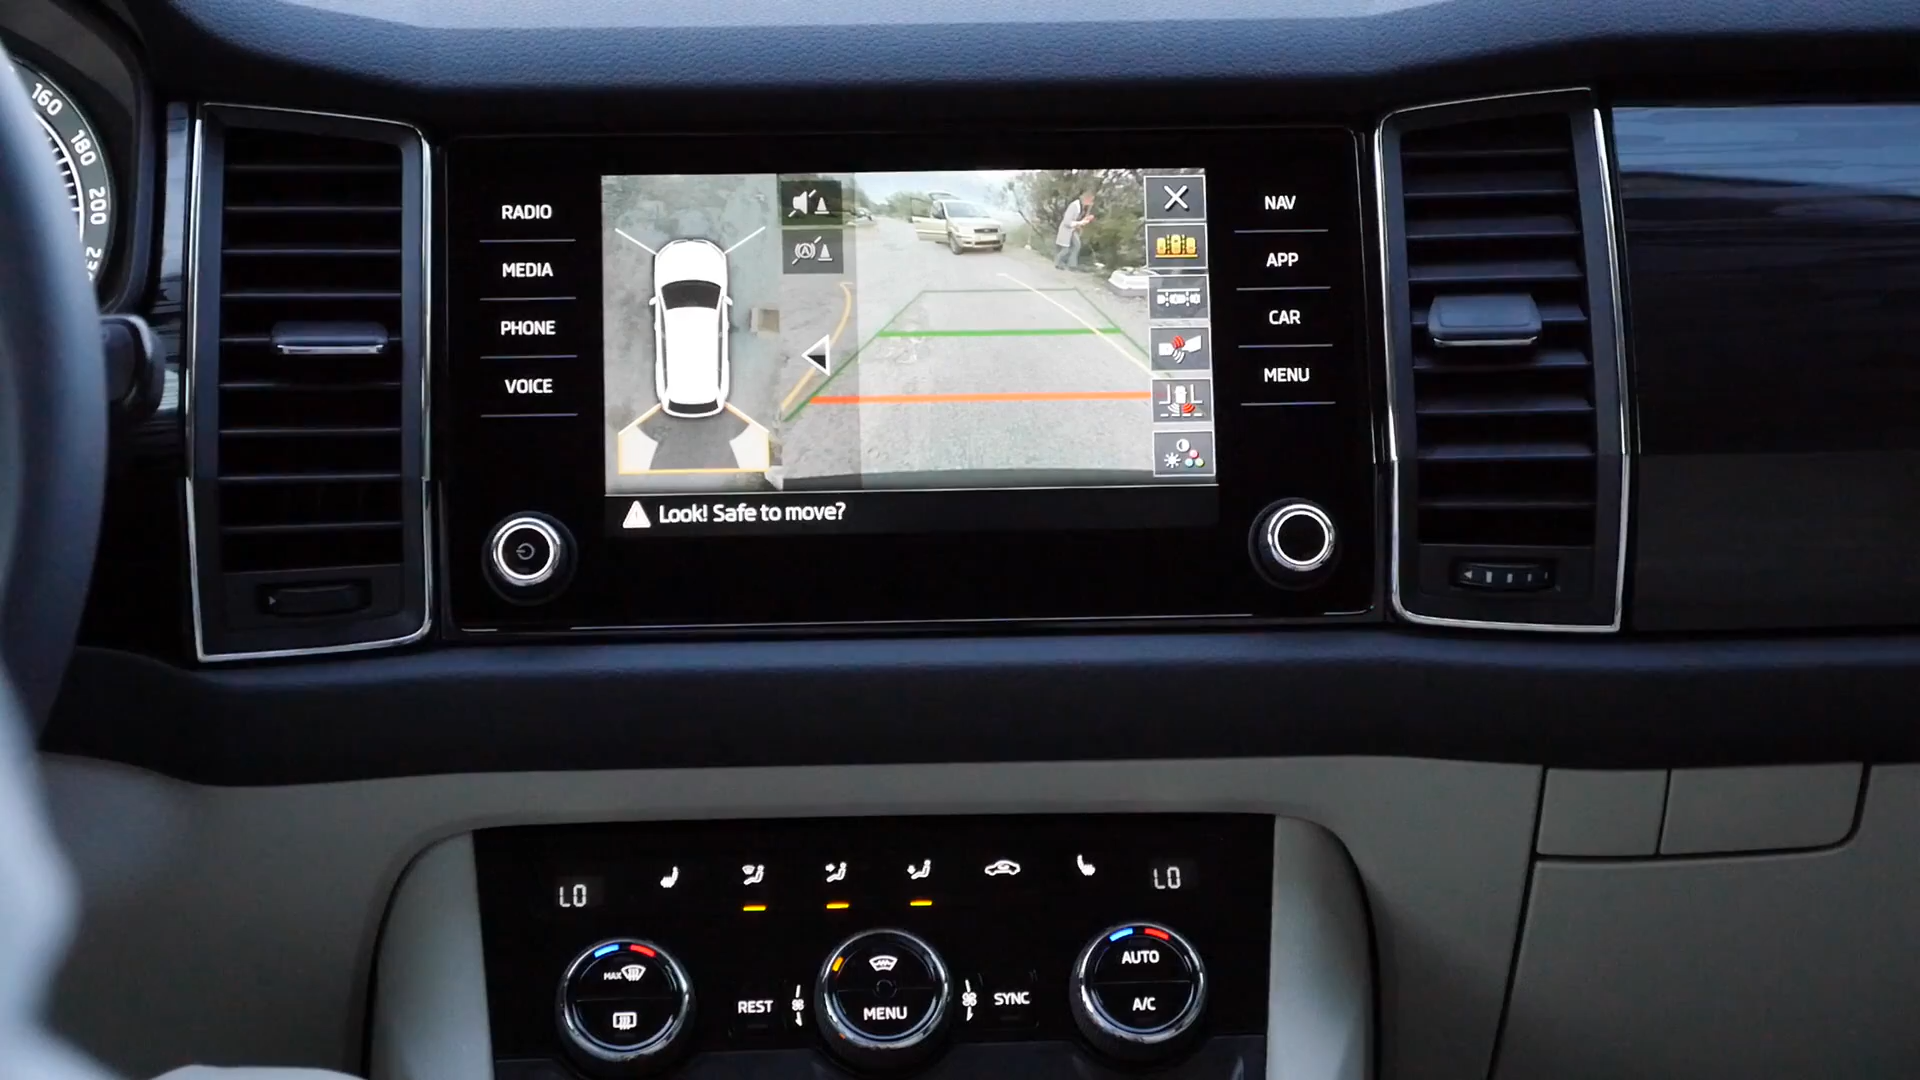 160
180
200
RADIO
MEDIA
PHONE
VOICE
NAV
APP
CAR
MENU
Look! Safe to move?
LO
LO
MAX
REST
MENU
SYNC
AUTO
A/C